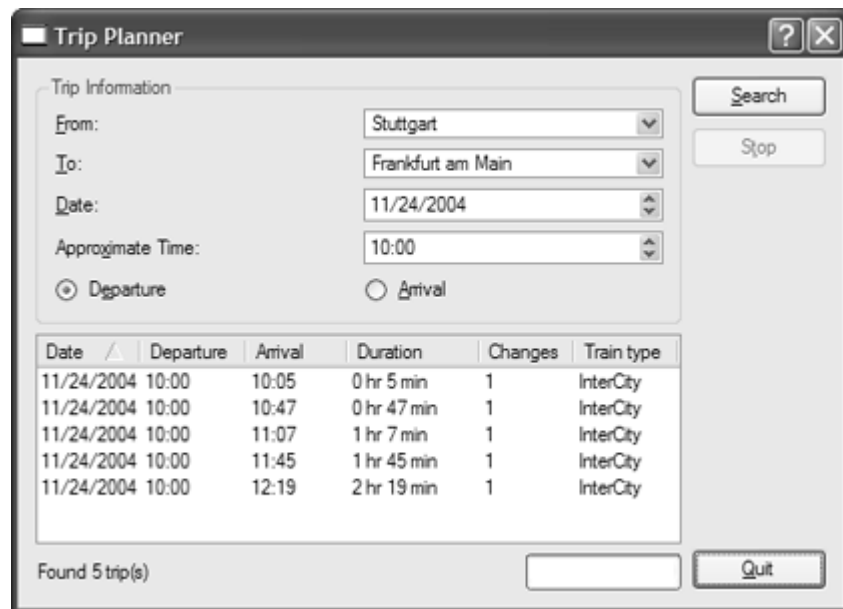 Trip Planner
Trip Information
Search
From: Stuttgart
Stop
To: Frankfurt am Main
Date: 11/24/2004
Approximate Time: 10:00
Departure Arrival
Date Departure Arrival Duration Changes Train type
11/24/2004 10:00 10:05 0 hr 5 min 1 InterCity
11/24/2004 10:00 10:47 0 hr 47 min 1 InterCity
11/24/2004 10:00 11:07 1 hr 7 min 1 InterCity
11/24/2004 10:00 11:45 1 hr 45 min 1 InterCity
11/24/2004 10:00 12:19 2 hr 19 min 1 InterCity
Found 5 trip(s) Quit